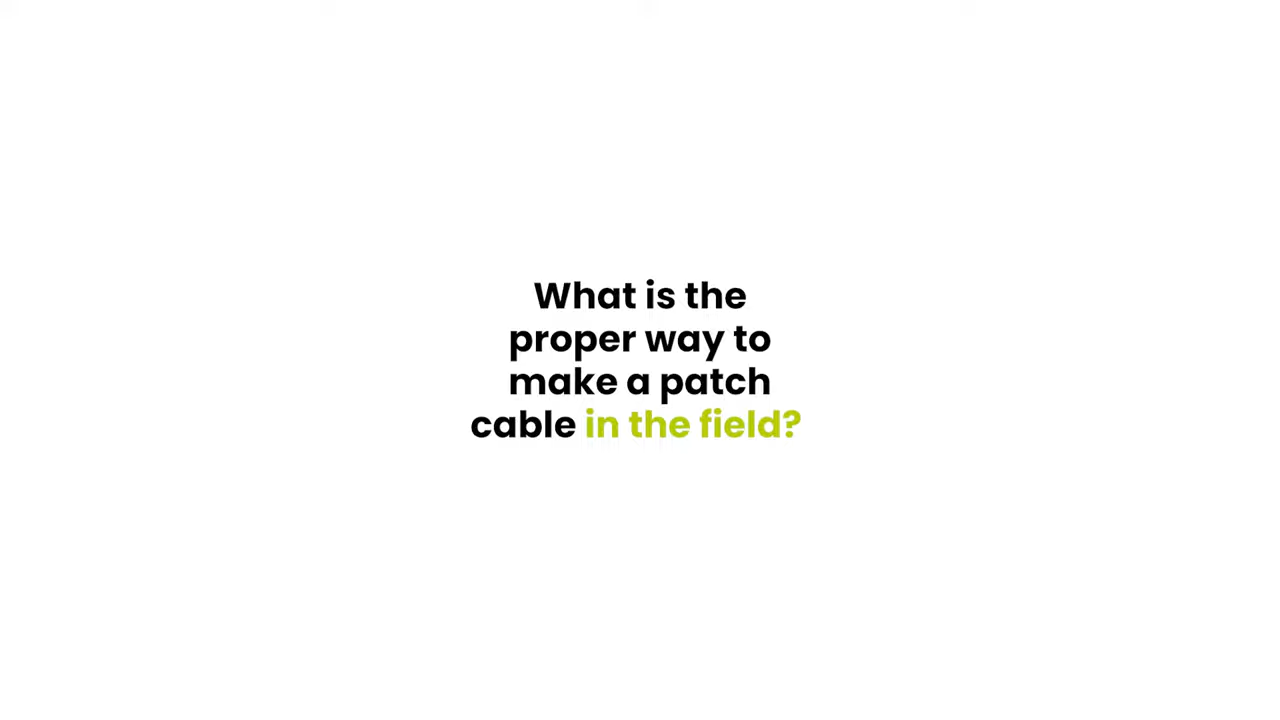 What is the
proper way to
make a patch
cable in the field?